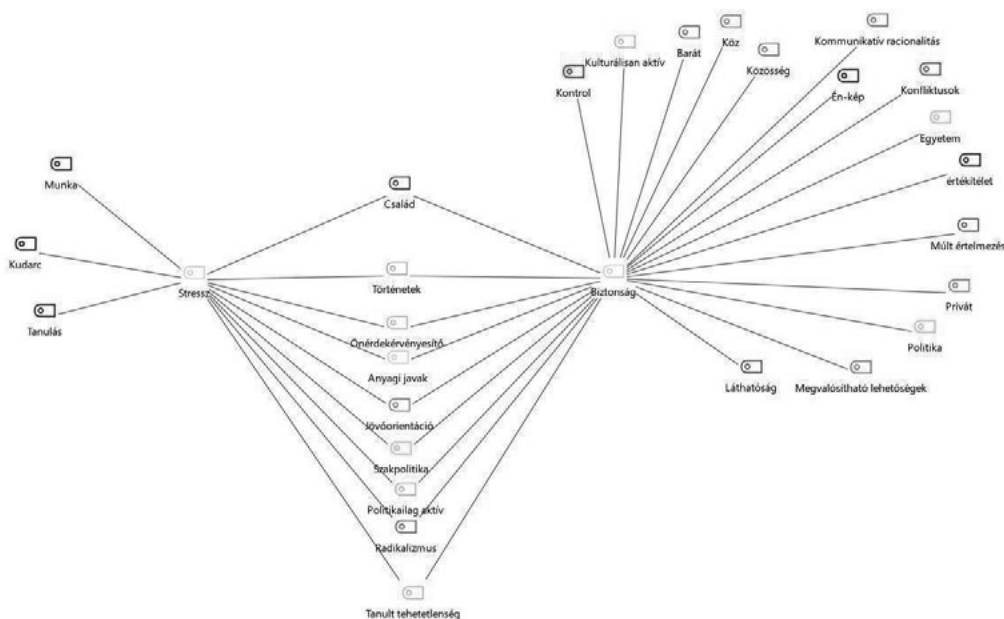 Kommunikatív racionalitás
Köz
Barát
Kulturálisan aktív
Közösség
Kontrol
Én-kép
Konfliktusok
Egyetem
értékítélet
Munka
Család
Múlt értelmezés
Kudarc
Történetek
Stressz
Biztonság
Privát
Tanulás
Önérdekérvényesítő
Politika
Anyagi javak
Láthatóság
Megvalósítható lehetőségek
Jövőorientáció
Szakpolitika
Politikailag aktív
Radikalizmus
Tanult tehetetlenség